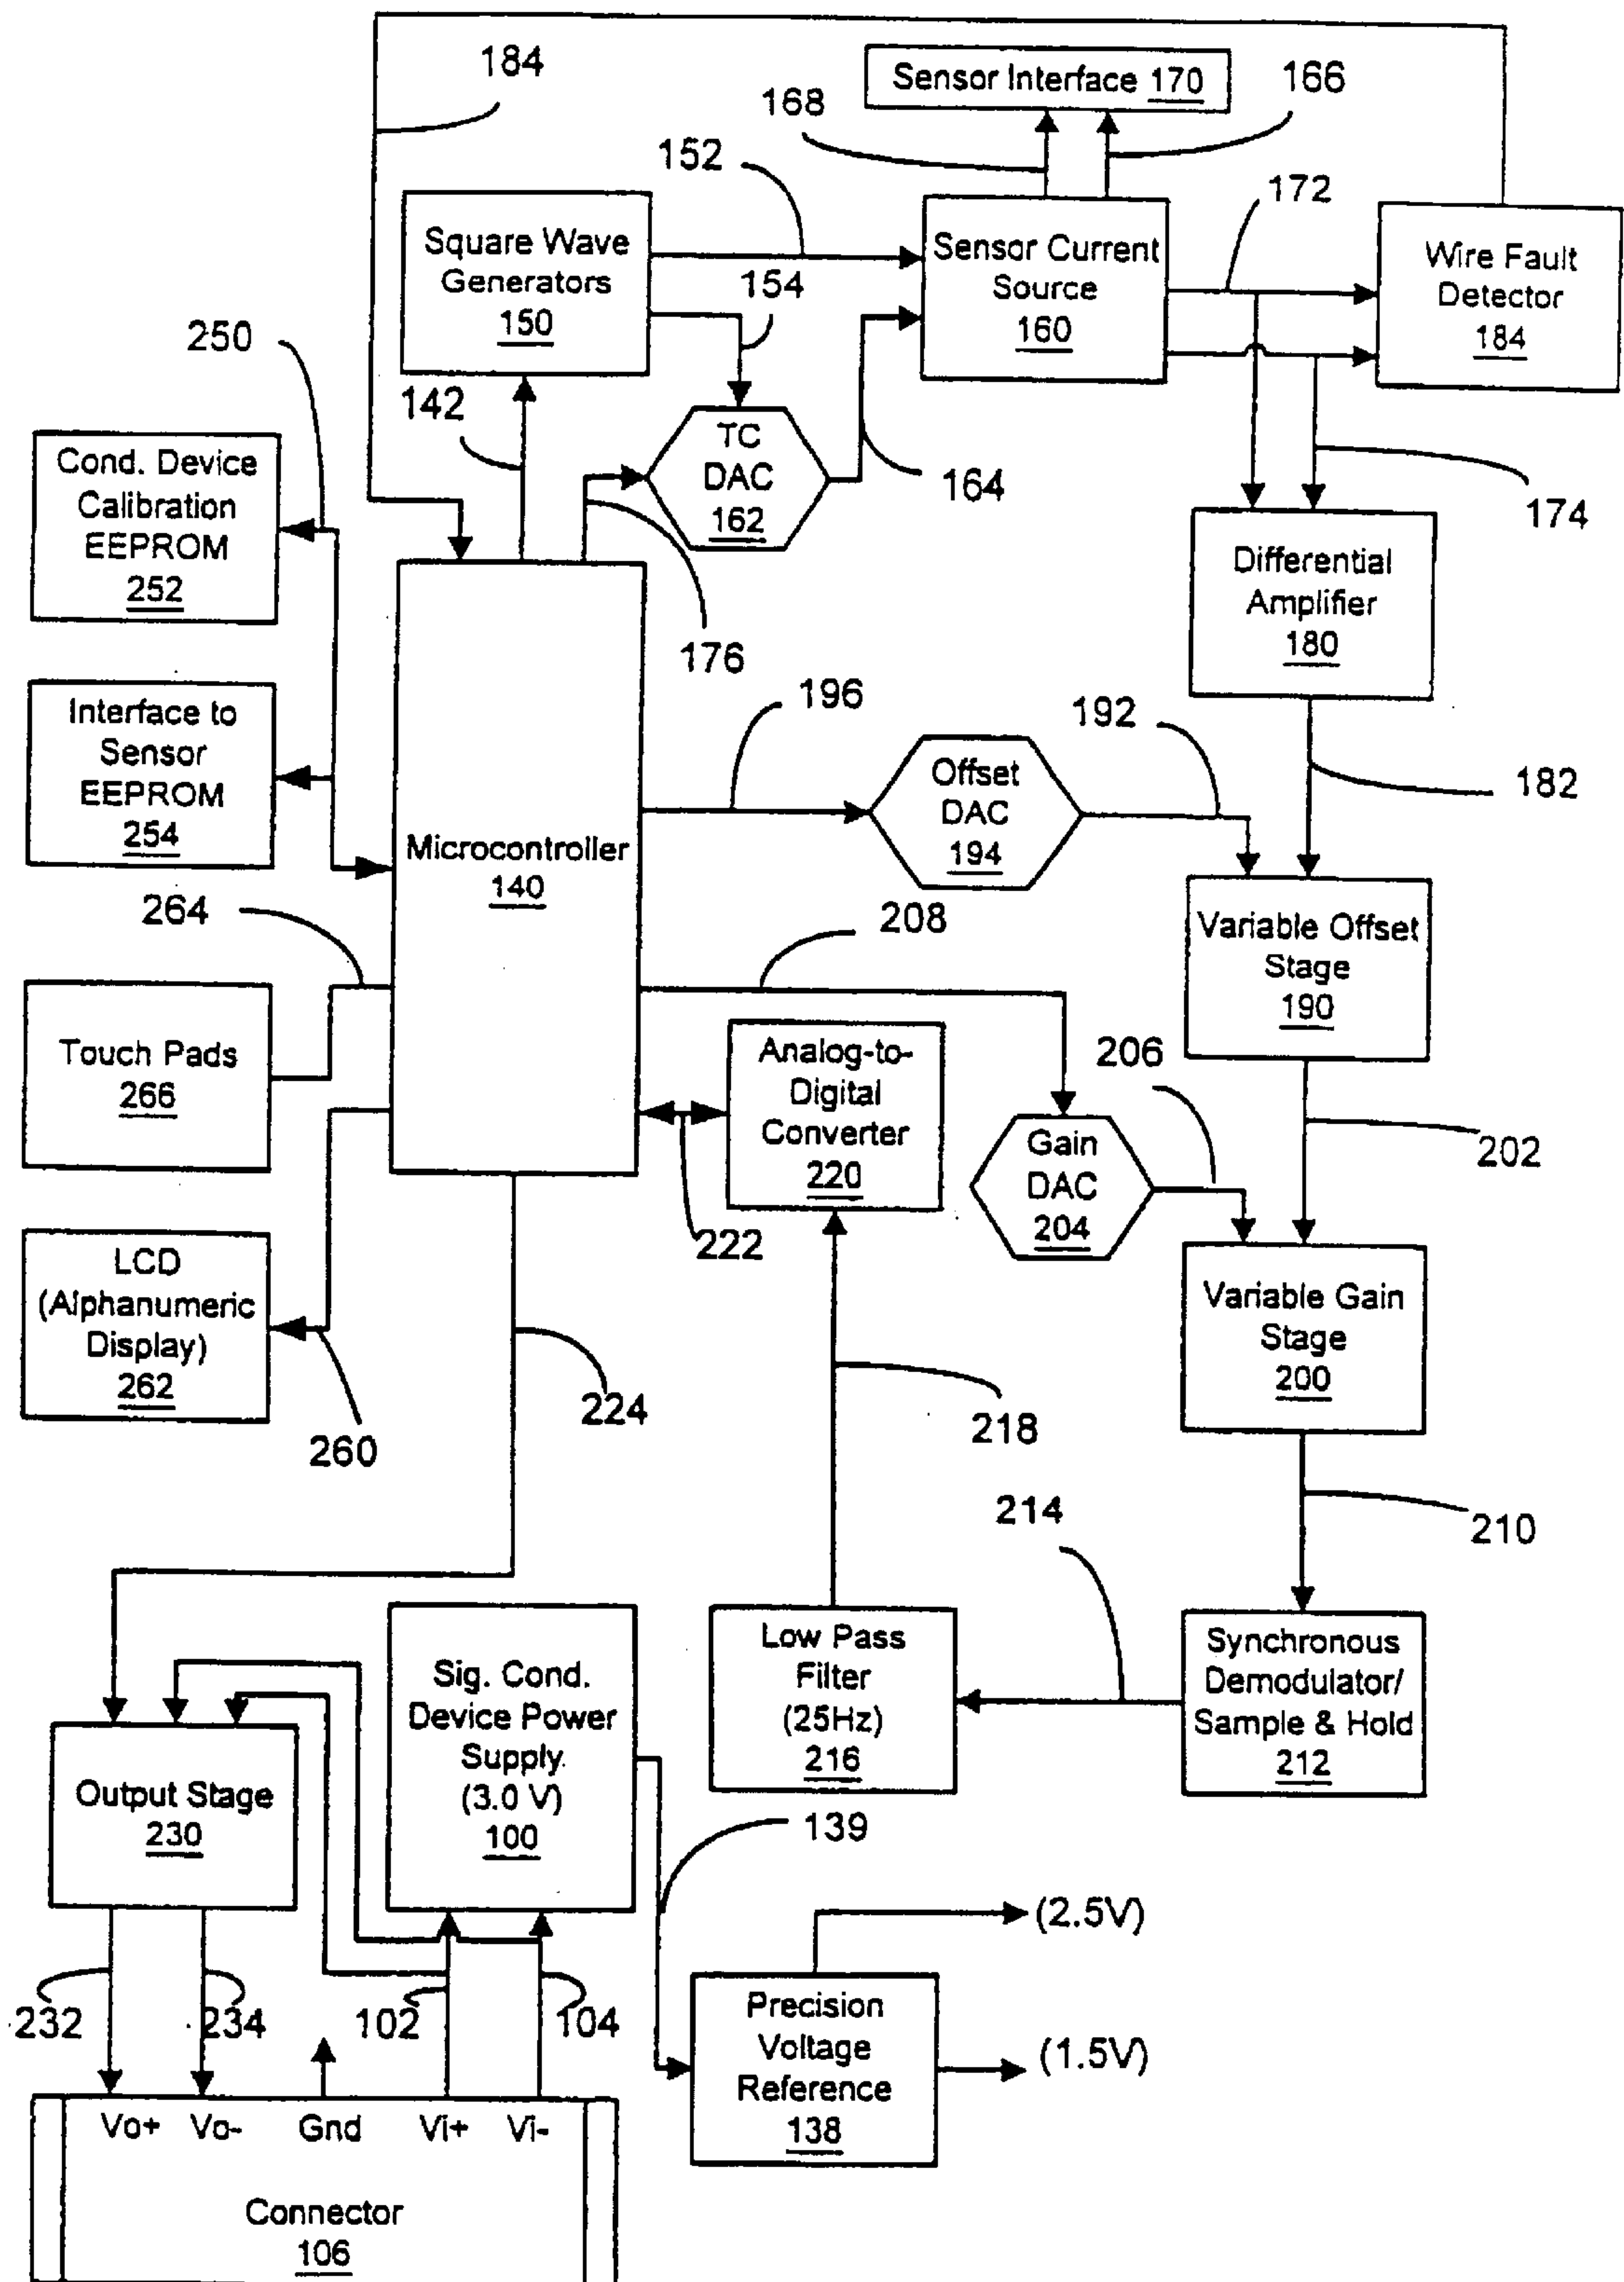 184
Sensor Interface 170
166
168
152
172
Square Wave
Generators
150
Sensor Current
Source
160
Wire Fault
Detector
184
154
250
142
TC
DAC
162
164
174
Cond. Device
Calibration
EEPROM
252
Differential
Amplifier
180
176
196
192
182
Interface to
Sensor
EEPROM
254
Offset
DAC
194
Microcontroller
140
264
208
Variable Offset
Stage
190
Touch Pads
266
Analog-to-
Digital
Converter
220
206
202
Gain
DAC
204
222
LCD
(Alphanumeric
Display)
262
Variable Gain
Stage
200
224
218
260
214
210
Low Pass
Filter
(25Hz)
216
Synchronous
Demodulator/
Sample & Hold
212
Sig. Cond.
Device Power
Supply.
(3.0 V)
100
Output Stage
230
139
(2.5V)
232
234
102
104
Precision
Voltage
Reference
138
(1.5V)
Vo+ Vo- Gnd Vi+ Vi-
Connector
106